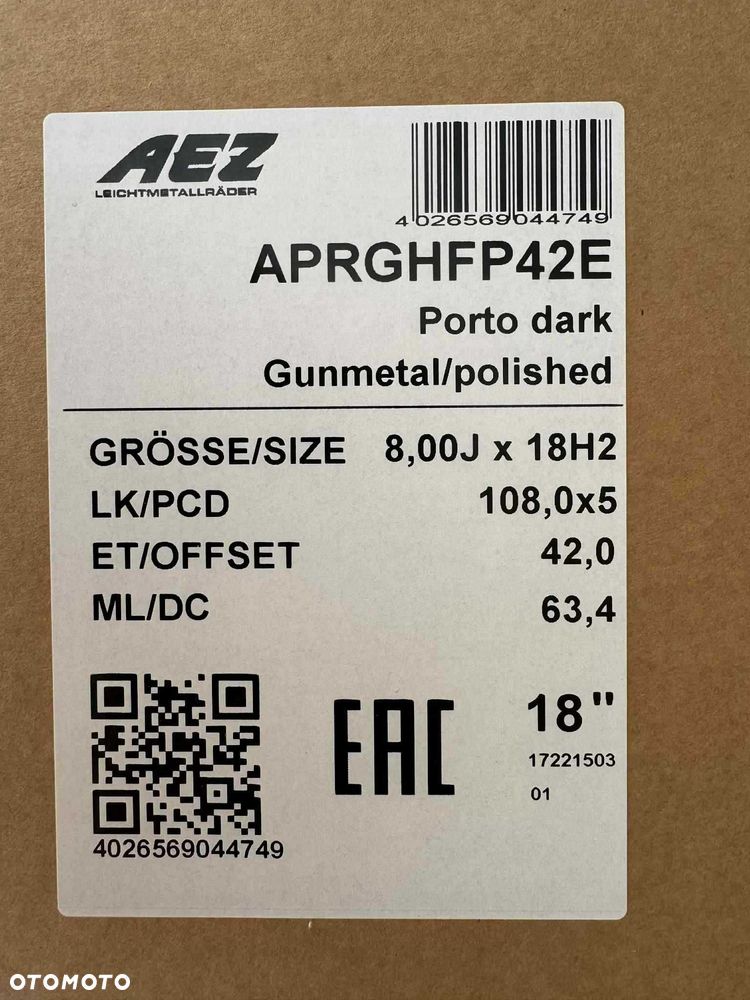 AEZ
LEICHTMETALLRÄDER
4026569044749
APRGHFP42E
Porto dark
Gunmetal/polished
GRÖSSE/SIZE 8,00J x 18H2
LK/PCD 108,0x5
ET/OFFSET 42,0
ML/DC 63,4
EAC
18"
17221503
01
4026569044749
OTOMOTO